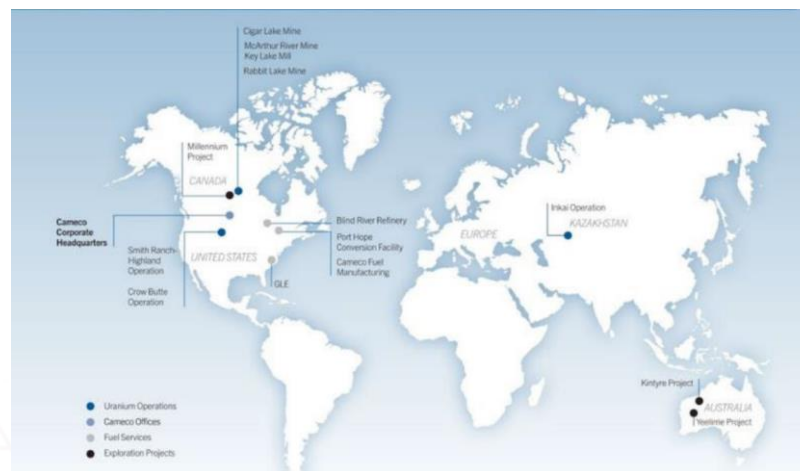 Cigar Lake Mine
McArthur River Mine
Key Lake Mill
Rabbit Lake Mine
Millennium
Project
CANADA
Cameco
Corporate
Headquarters
Smith Ranch-
Highland
Operation
UNITED STATES
Crow Butte
Operation
Blind River Refinery
Port Hope
Conversion Facility
Cameco Fuel
Manufacturing
GLE
EUROPE
Inkai Operation
KAZAKHSTAN
Kintyre Project
AUSTRALIA
Yeelirrie Project
Uranium Operations
Cameco Offices
Fuel Services
Exploration Projects